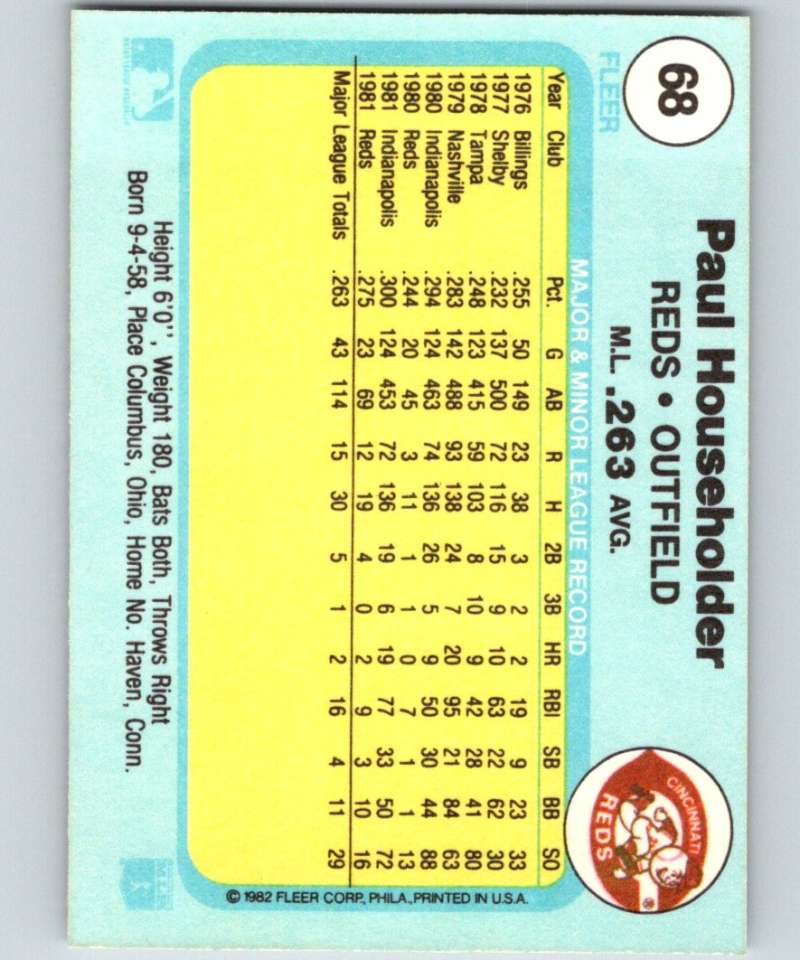 68
FLEER
Paul Householder
REDS • OUTFIELD
M.L. .263 AVG.
CINCINNATI
REDS
MAJOR & MINOR LEAGUE RECORD
Year Club Pct. G AB R H 2B 3B HR RBI SB BB SO
1976 Billings .255 50 149 23 38 3 2 2 19 9 23 33
1977 Shelby .232 137 500 72 116 15 9 10 63 22 62 30
1978 Tampa .248 123 415 59 103 8 10 9 42 28 41 80
1979 Nashville .283 142 488 93 138 24 7 20 95 21 84 63
1980 Indianapolis .294 124 463 74 136 26 5 9 50 30 44 88
1980 Reds .244 20 45 3 11 1 1 0 7 1 1 13
1981 Indianapolis .300 124 453 72 136 19 6 19 77 33 50 72
1981 Reds .275 23 69 12 19 4 0 2 9 3 10 16
Major League Totals .263 43 114 15 30 5 1 2 16 4 11 29
© 1982 FLEER CORP., PHILA., PRINTED IN U.S.A.
Height 6'0", Weight 180, Bats Both, Throws Right
Born 9-4-58, Place Columbus, Ohio, Home No. Haven, Conn.